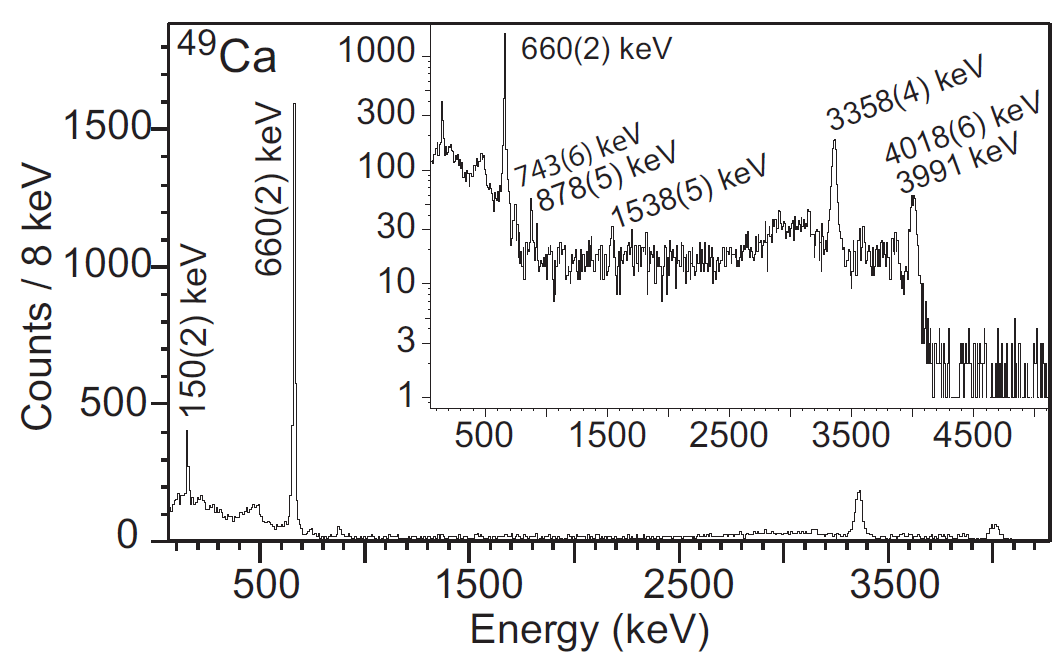 ⁴⁹Ca
Counts / 8 keV
1500
1000
500
0
150(2) keV
660(2) keV
1000
300
100
30
10
3
1
660(2) keV
743(6) keV
878(5) keV
1538(5) keV
3358(4) keV
4018(6) keV
3991 keV
500 1500 2500 3500 4500
500 1500 2500 3500
Energy (keV)